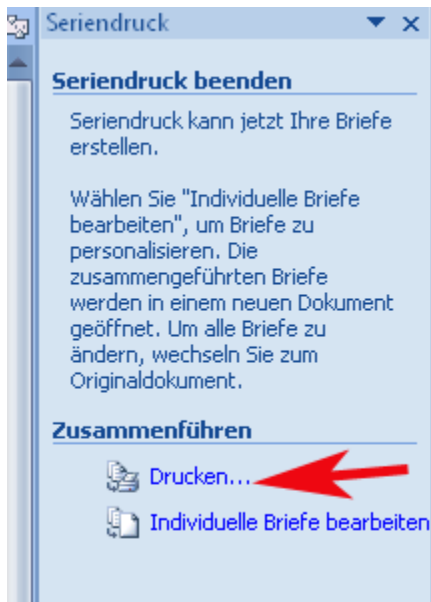 Seriendruck
Seriendruck beenden
Seriendruck kann jetzt Ihre Briefe
erstellen.
Wählen Sie "Individuelle Briefe
bearbeiten", um Briefe zu
personalisieren. Die
zusammengeführten Briefe
werden in einem neuen Dokument
geöffnet. Um alle Briefe zu
ändern, wechseln Sie zum
Originaldokument.
Zusammenführen
Drucken...
Individuelle Briefe bearbeiten